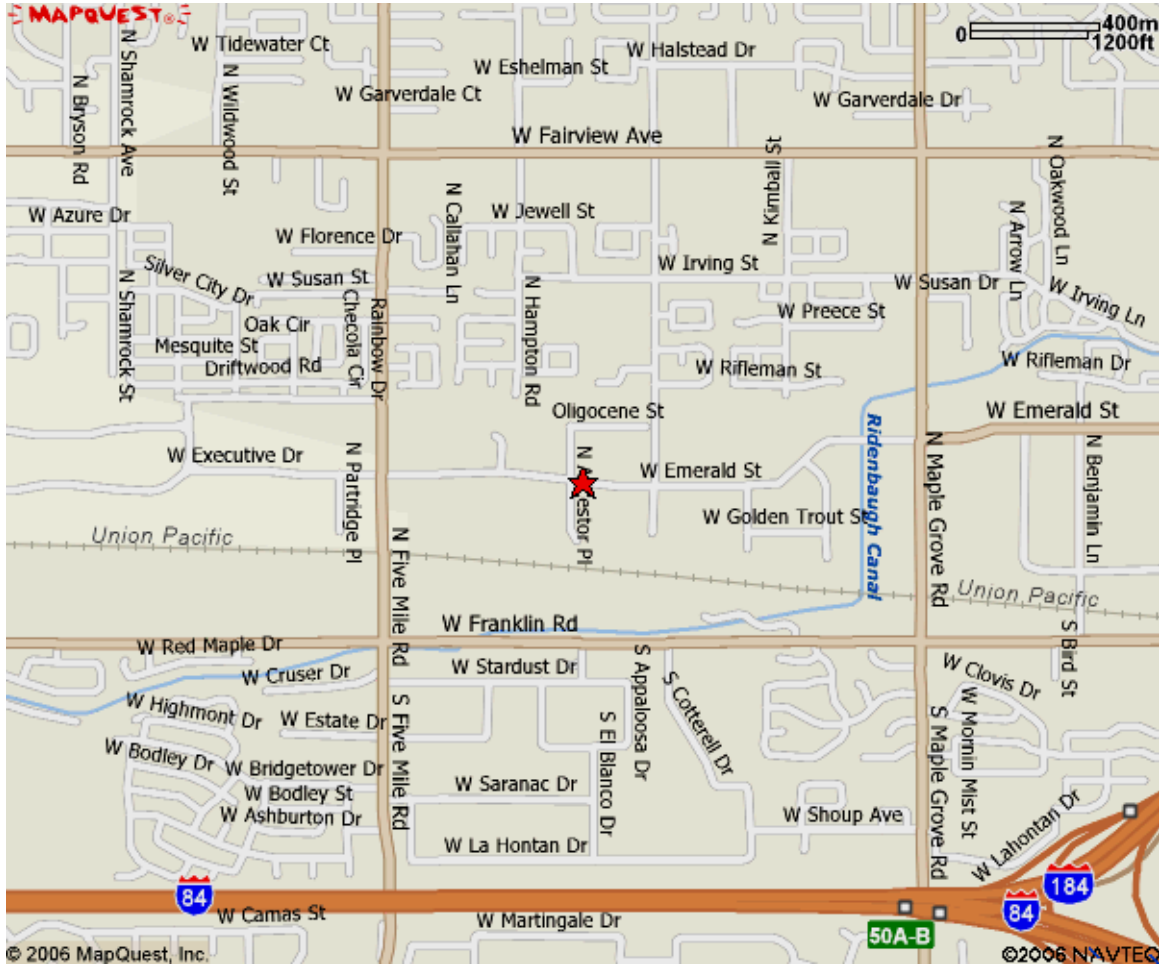 MAPQUEST®
400m
0
1200ft
W Tidewater Ct
W Halstead Dr
N Shamrock Ave
N Bryson Rd
N Wildwood St
W Eshelman St
W Garverdale Ct
W Garverdale Dr
W Fairview Ave
N Kimball St
N Oakwood Ln
W Azure Dr
W Florence Dr
N Callahan Ln
W Jewell St
N Arrow Ln
Silver City Dr
W Susan St
N Hampton Rd
W Irving St
W Susan Dr
W Irving Ln
N Shamrock St
Oak Cir
Checola Cir
Rainbow Dr
W Preece St
Mesquite St
Driftwood Rd
W Rifleman St
W Rifleman Dr
Oligocene St
Ridenbaugh Canal
W Emerald St
W Executive Dr
N Partridge Pl
W Emerald St
N Maple Grove Rd
N Benjamin Ln
W Golden Trout St
Union Pacific
N Five Mile Rd
Union Pacific
W Franklin Rd
W Red Maple Dr
W Cruser Dr
W Stardust Dr
S Appaloosa Dr
S Cotterell Dr
W Clovis Dr
S Bird St
W Highmont Dr
W Estate Dr
S Five Mile Rd
S El Blanco Dr
S Maple Grove Rd
W Mornin Mist St
W Bodley Dr
W Bridgetower Dr
W Saranac Dr
W Bodley St
W Ashburton Dr
W Shoup Ave
W La Hontan Dr
W Lahontan Dr
84
184
84
W Camas St
W Martingale Dr
50A-B
© 2006 MapQuest, Inc.
©2006 NAVTEQ